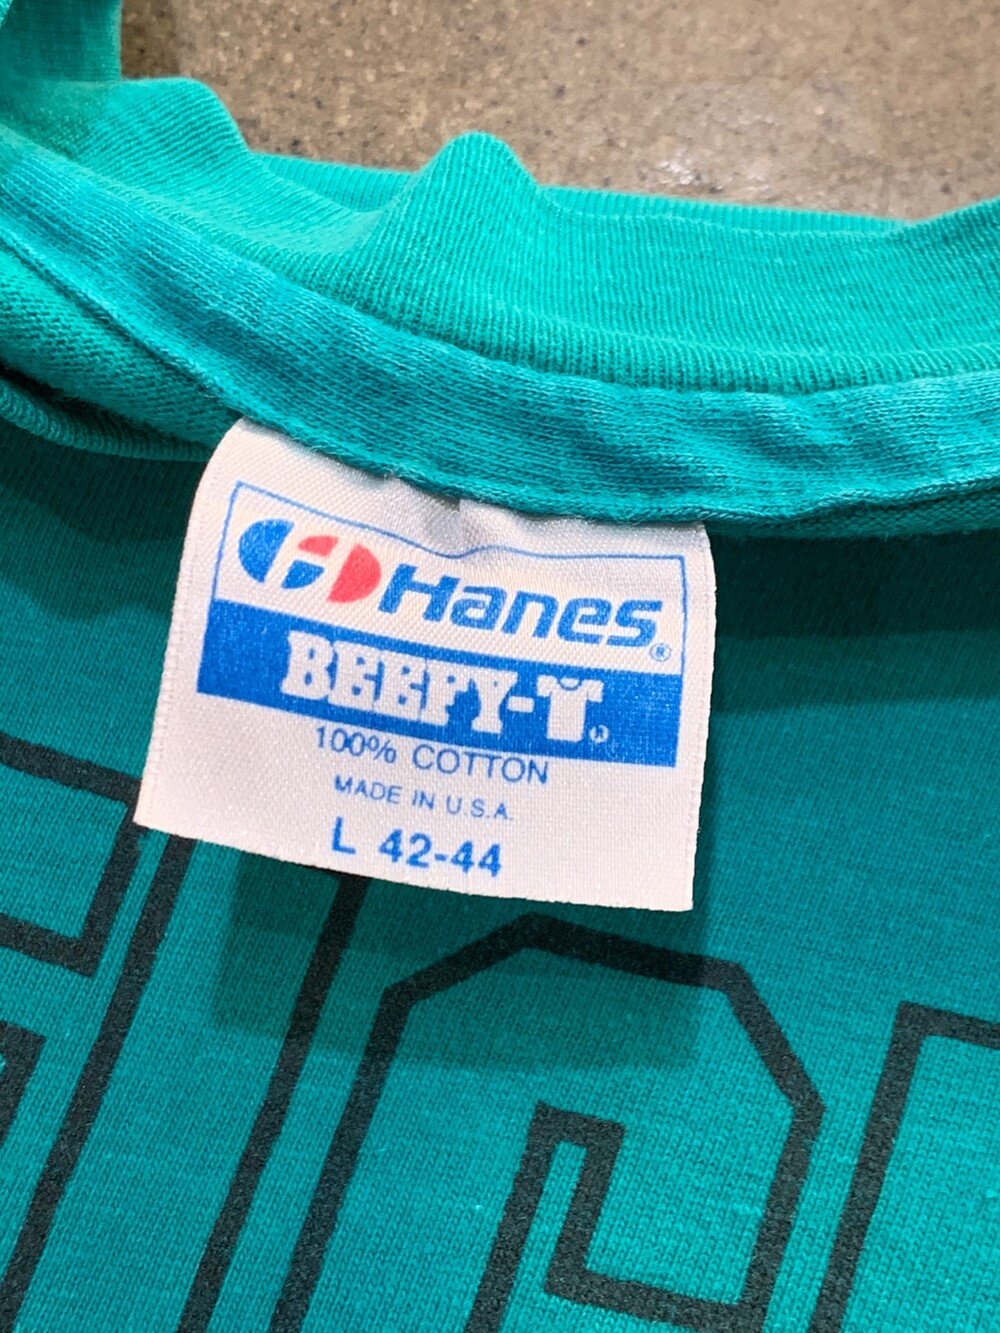 Hanes®
BEEFY-T®
100% COTTON
MADE IN U.S.A.
L 42-44